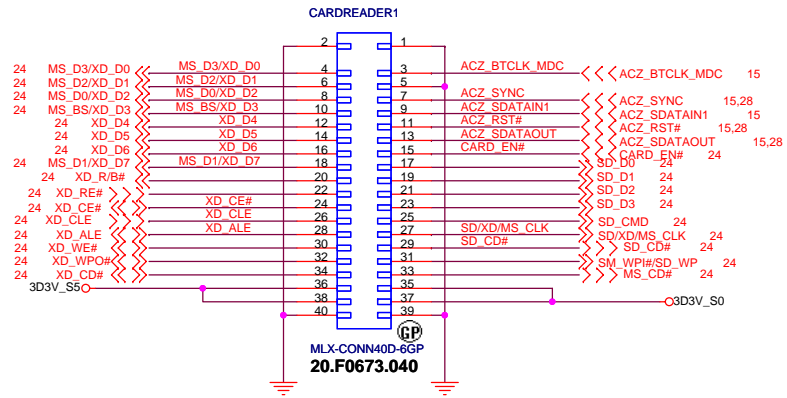 CARDREADER1
2 1
24 MS_D3/XD_D0 MS_D3/XD_D0 4 3 ACZ_BTCLK_MDC ACZ_BTCLK_MDC 15
24 MS_D2/XD_D1 MS_D2/XD_D1 6 5
24 MS_D0/XD_D2 MS_D0/XD_D2 8 7 ACZ_SYNC ACZ_SYNC 15,28
24 MS_BS/XD_D3 MS_BS/XD_D3 10 9 ACZ_SDATAIN1 ACZ_SDATAIN1 15
24 XD_D4 XD_D4 12 11 ACZ_RST# ACZ_RST# 15,28
24 XD_D5 XD_D5 14 13 ACZ_SDATAOUT ACZ_SDATAOUT 15,28
24 XD_D6 XD_D6 16 15 CARD_EN# CARD_EN# 24
24 MS_D1/XD_D7 MS_D1/XD_D7 18 17 SD_D0 24
24 XD_R/B# 20 19 SD_D1 24
24 XD_RE# 22 21 SD_D2 24
24 XD_CE# XD_CE# 24 23 SD_D3 24
24 XD_CLE XD_CLE 26 25 SD_CMD 24
24 XD_ALE XD_ALE 28 27 SD/XD/MS_CLK SD/XD/MS_CLK 24
24 XD_WE# 30 29 SD_CD# SD_CD# 24
24 XD_WPO# 32 31 SM_WPI#/SD_WP 24
24 XD_CD# 34 33 MS_CD# 24
3D3V_S5 36 35
38 37 3D3V_S0
40 39
GP
MLX-CONN40D-6GP
20.F0673.040